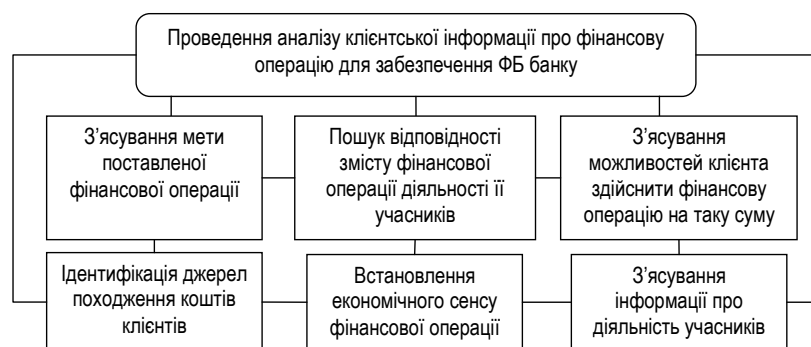 Проведення аналізу клієнтської інформації про фінансову
операцію для забезпечення ФБ банку
З’ясування мети
поставленої
фінансової операції
Пошук відповідності
змісту фінансової
операції діяльності її
учасників
З’ясування
можливостей клієнта
здійснити фінансову
операцію на таку суму
Ідентифікація джерел
походження коштів
клієнтів
Встановлення
економічного сенсу
фінансової операції
З’ясування
інформації про
діяльність учасників